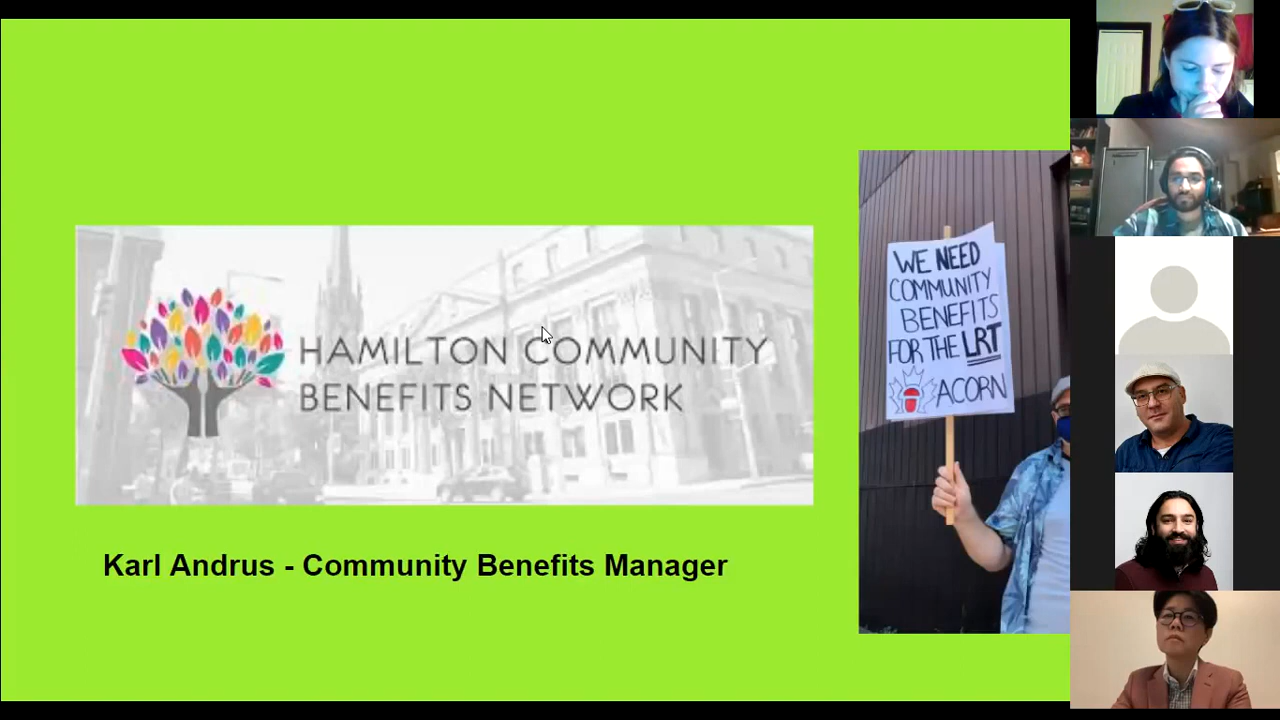 HAMILTON COMMUNITY
BENEFITS NETWORK
Karl Andrus - Community Benefits Manager
WE NEED
COMMUNITY
BENEFITS
FOR THE LRT
ACORN